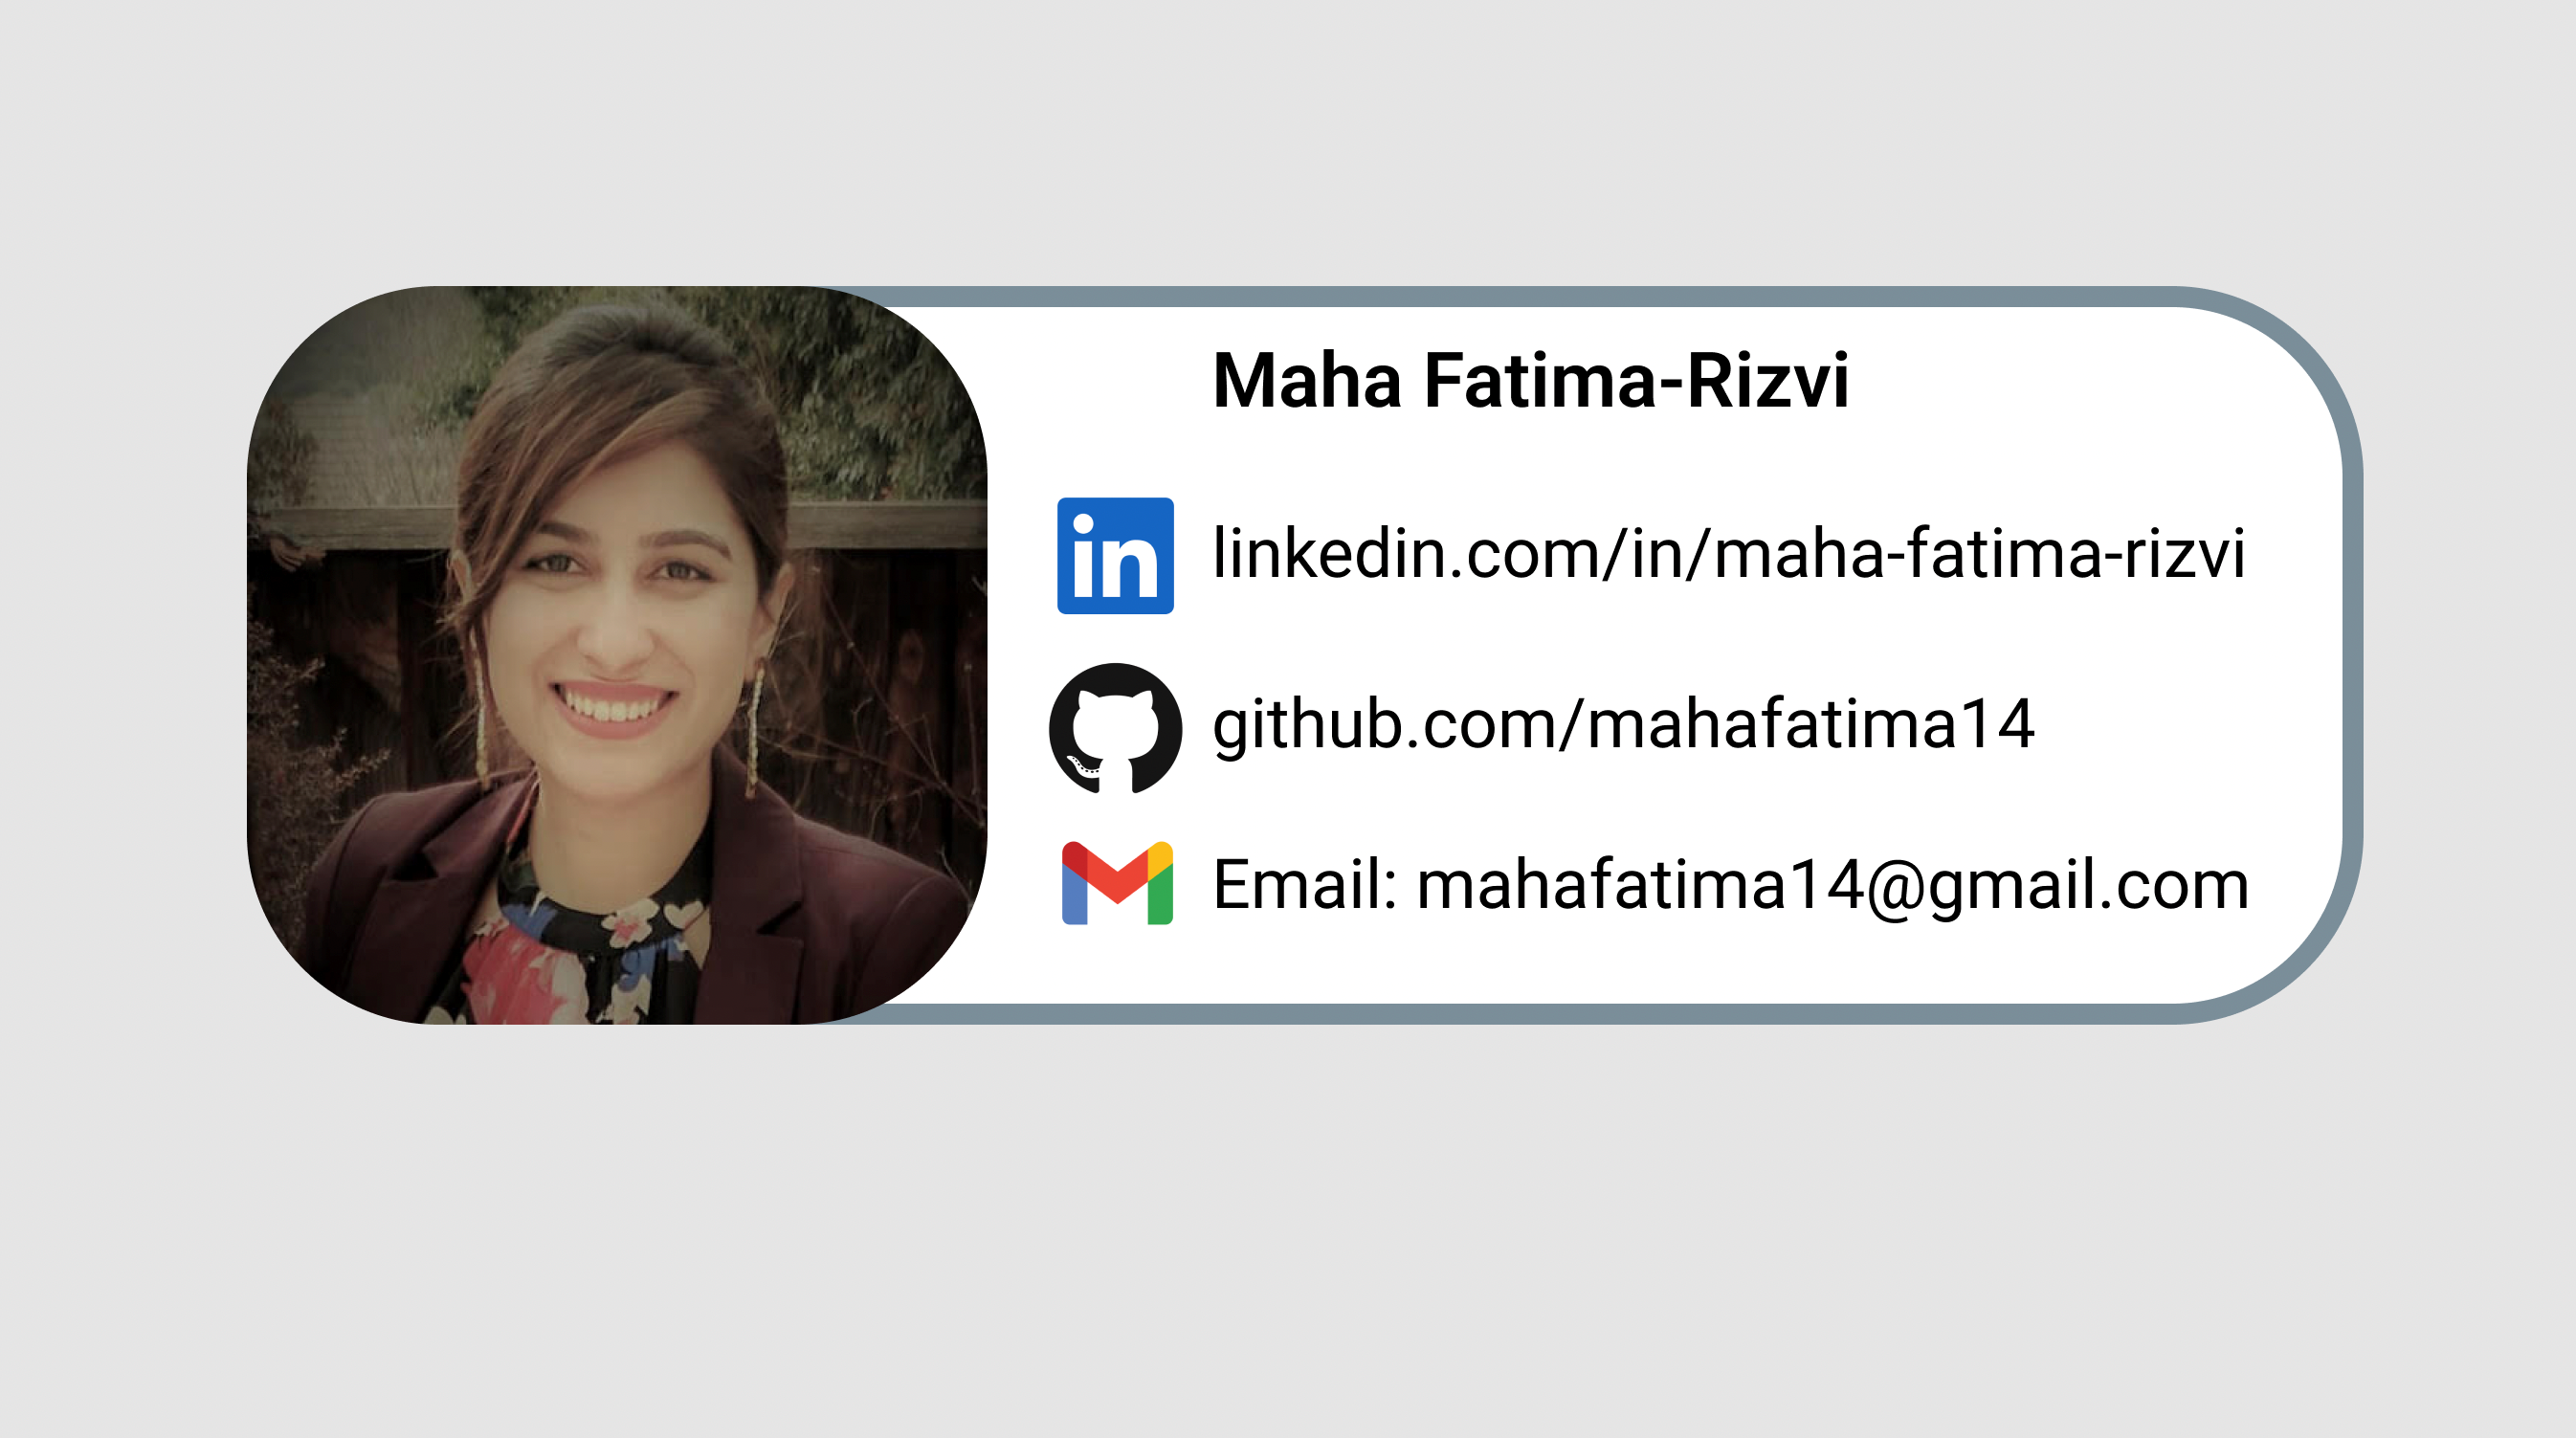 Maha Fatima-Rizvi
in linkedin.com/in/maha-fatima-rizvi
github.com/mahafatima14
Email: mahafatima14@gmail.com